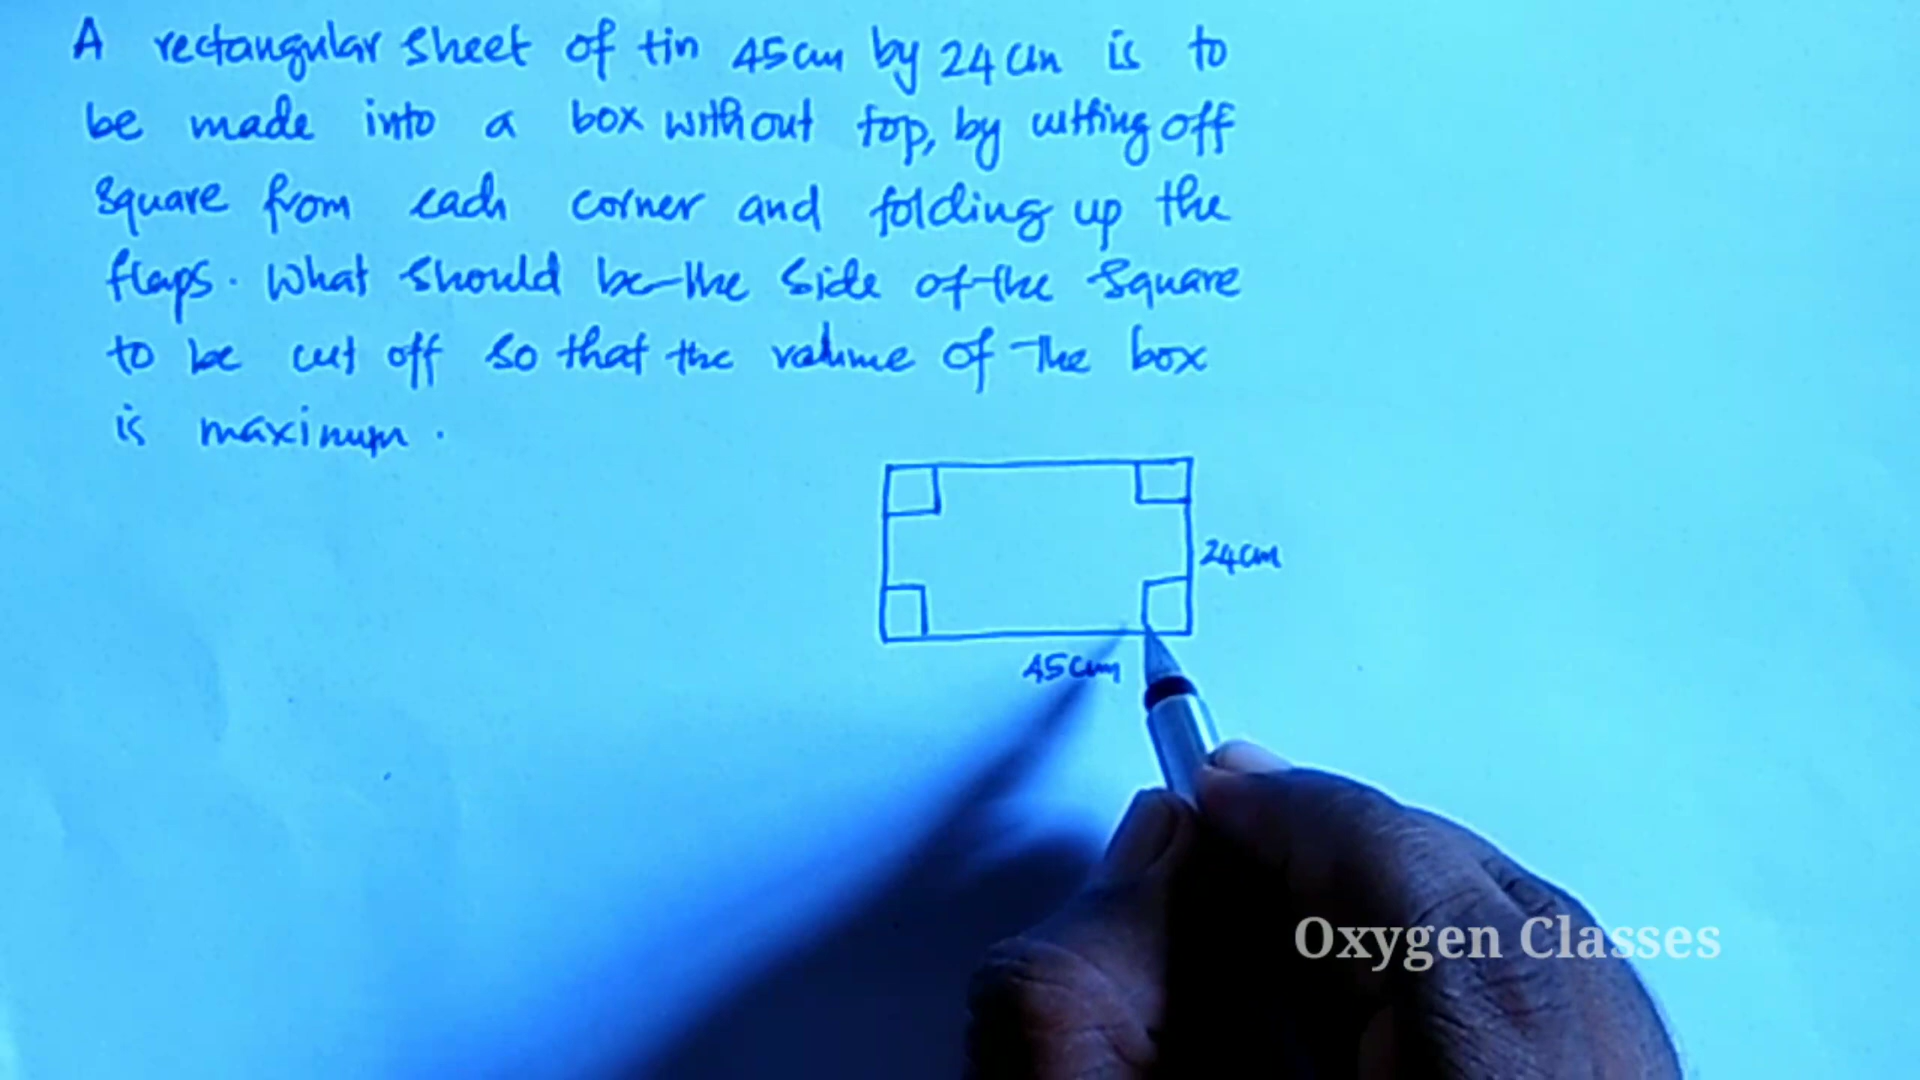 A rectangular sheet of tin 45cm by 24cm is to
be made into a box without top, by cutting off
square from each corner and folding up the
flaps. What should be the side of the square
to be cut off so that the volume of the box
is maximum.
24cm
45cm
Oxygen Classes